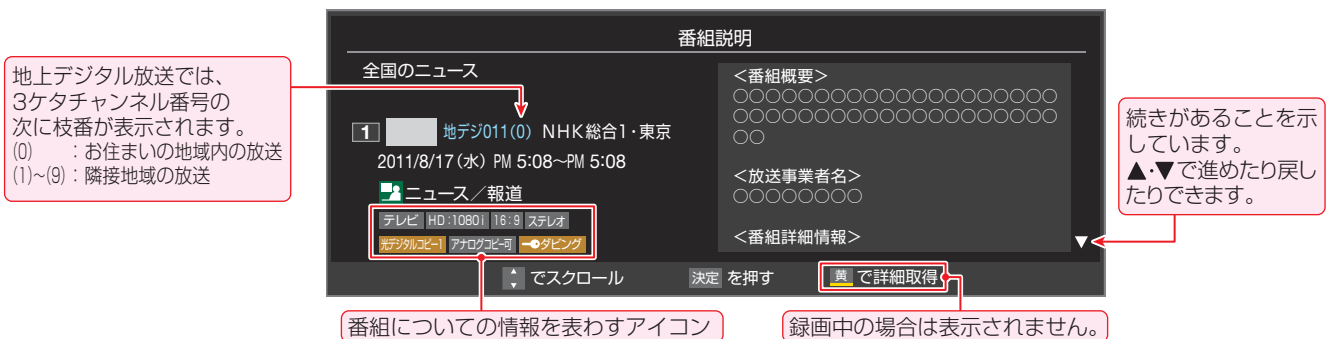 番組説明
地上デジタル放送では、
3ケタチャンネル番号の
次に枝番が表示されます。
(0)　：お住まいの地域内の放送
(1)~(9)：隣接地域の放送
全国のニュース
1 地デジ011(0) NHK総合1・東京
2011/8/17(水) PM 5:08～PM 5:08
ニュース／報道
テレビ HD:1080i 16:9 ステレオ
光デジタルコピー1 アナログコピー可 ダビング
<番組概要>
○○○○○○○○○○○○○○○○○○○○
○○○○○○○○○○○○○○○○○○○○
○○
<放送事業者名>
○○○○○○○○
<番組詳細情報>
▼
続きがあることを示
しています。
▲・▼で進めたり戻し
たりできます。
でスクロール 決定 を押す 黄 で詳細取得
番組についての情報を表わすアイコン
録画中の場合は表示されません。